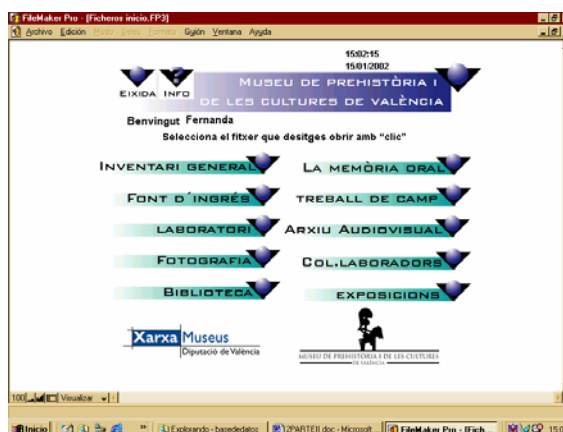 FileMaker Pro - [Ficheros inicio.FP3]
Archivo Edición Modo Selec Formato Guión Ventana Ayuda
15:02:15
15/01/2002
MUSEU DE PREHISTÒRIA I
DE LES CULTURES DE VALÈNCIA
EIXIDA INFO
Benvingut Fernanda
Selecciona el fitxer que desitges obrir amb "clic"
INVENTARI GENERAL
LA MEMÒRIA ORAL
FONT D´INGRÉS
TREBALL DE CAMP
LABORATORI
ARXIU AUDIOVISUAL
FOTOGRAFIA
COL.LABORADORS
BIBLIOTECA
EXPOSICIONS
Xarxa Museus
Diputació de València
MUSEU DE PREHISTÒRIA I DE LES CULTURES
DE VALÈNCIA
100 Visualizar
Inicio Explorando - basededatos 2PARTEII.doc - Microsoft... FileMaker Pro - [Fich... 15:0